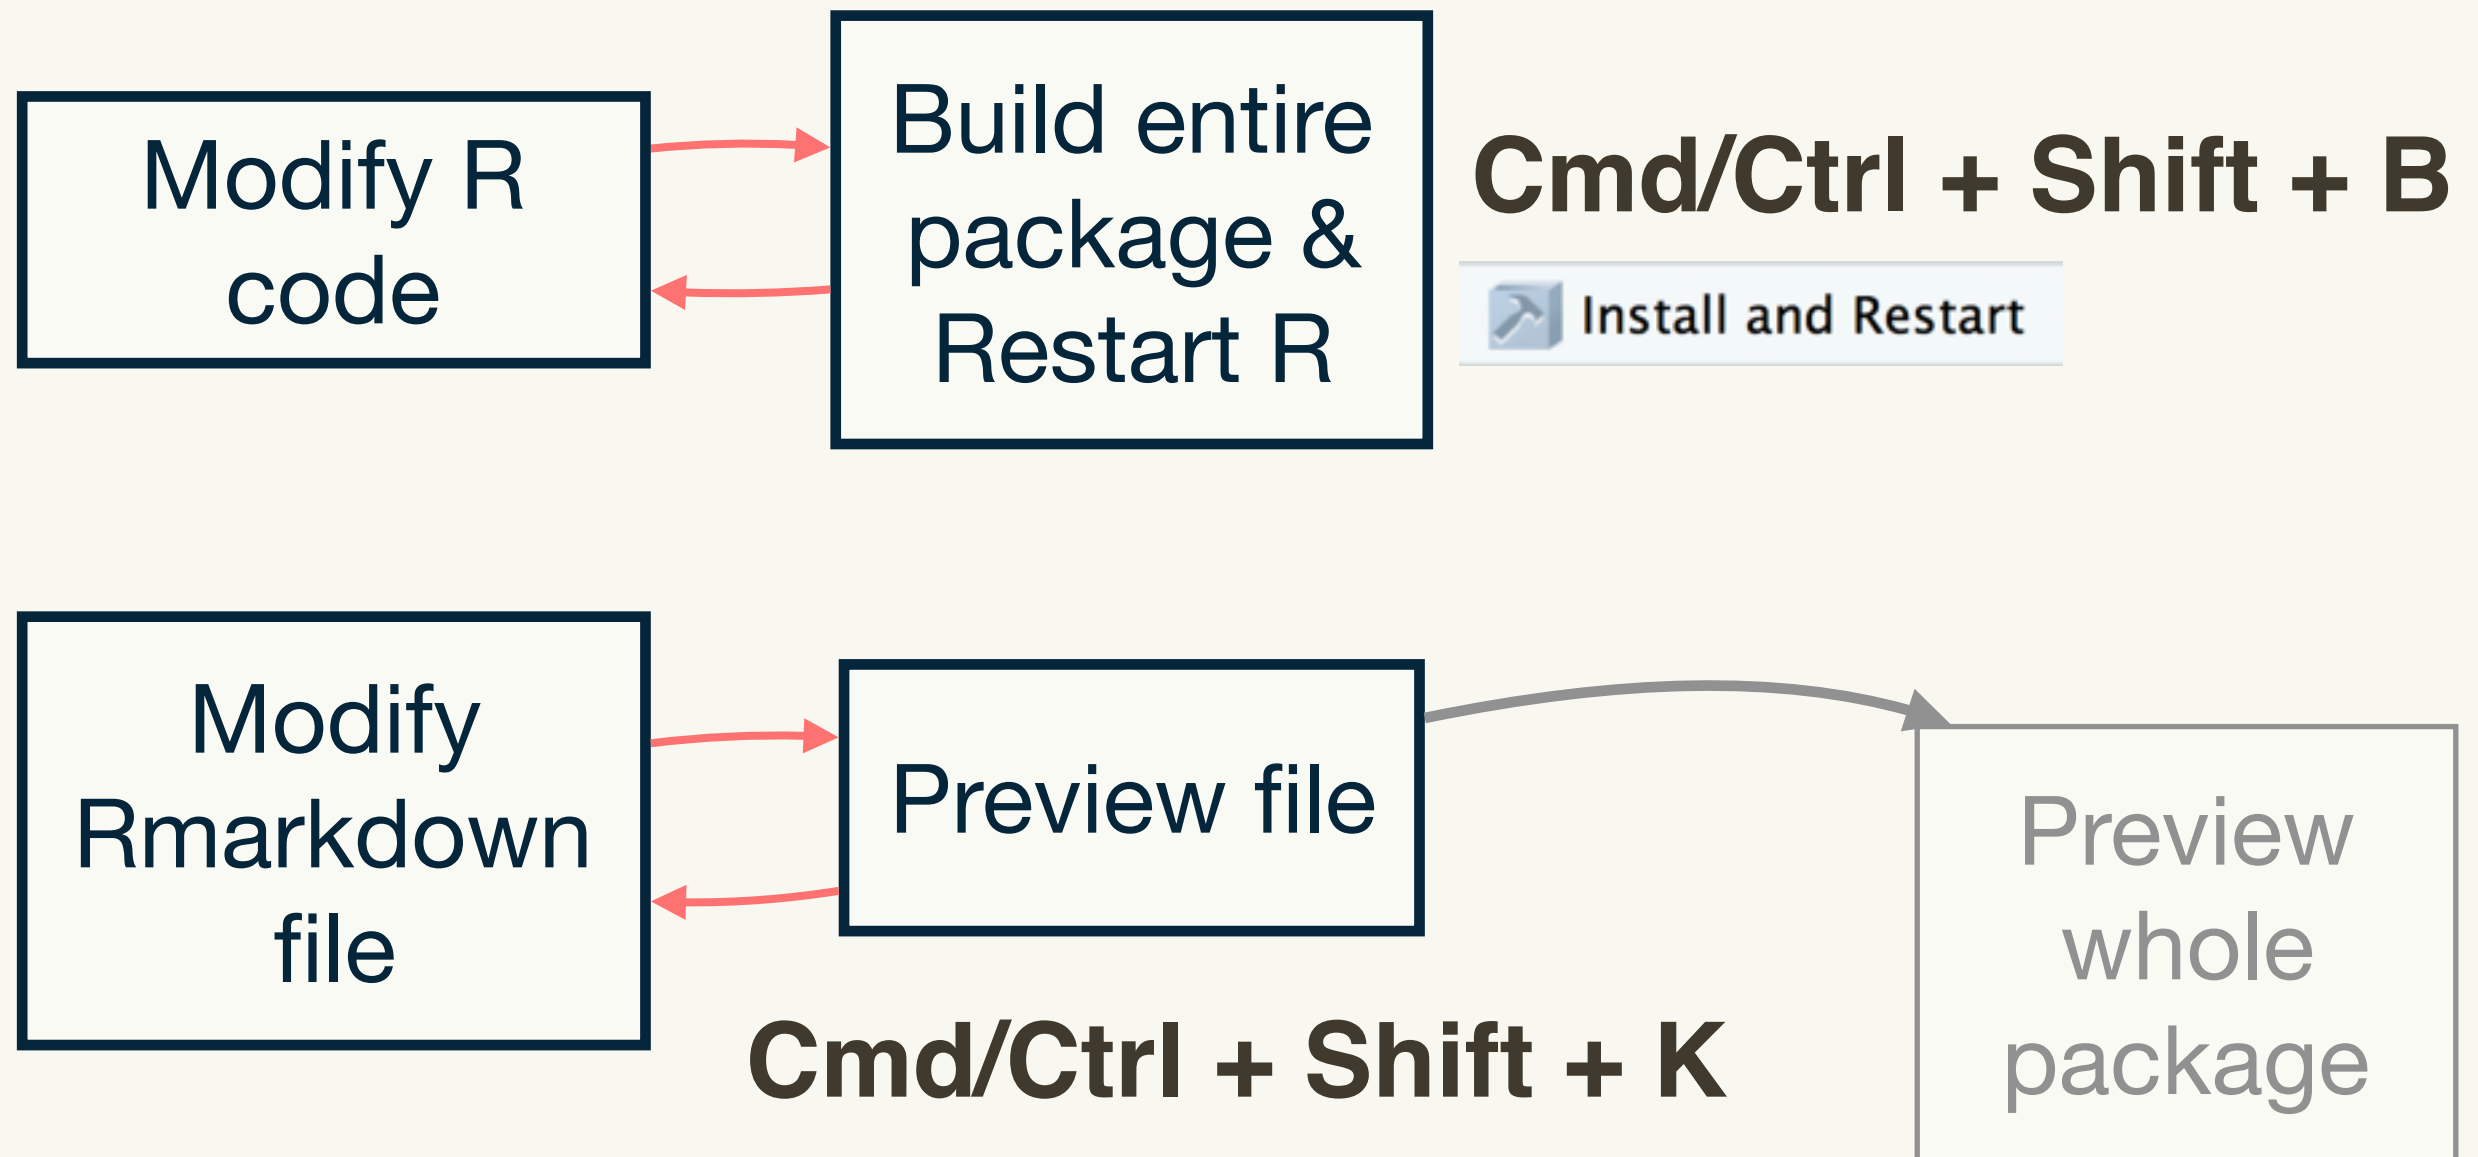 Modify R
code
Build entire
package &
Restart R
Cmd/Ctrl + Shift + B
Install and Restart
Modify
Rmarkdown
file
Preview file
Cmd/Ctrl + Shift + K
Preview
whole
package